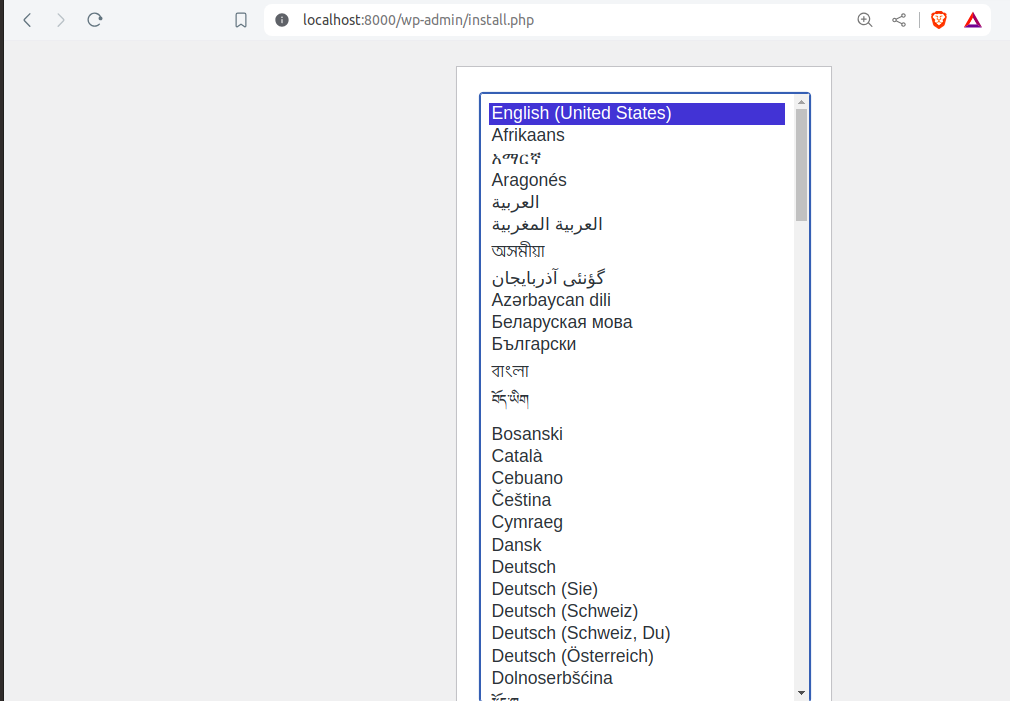 localhost:8000/wp-admin/install.php
English (United States)
Afrikaans
አማርኛ
Aragonés
العربية
العربية المغربية
অসমীয়া
گؤنئی آذربایجان
Azərbaycan dili
Беларуская мова
Български
বাংলা
བོད་ཡིག
Bosanski
Català
Cebuano
Čeština
Cymraeg
Dansk
Deutsch
Deutsch (Sie)
Deutsch (Schweiz)
Deutsch (Schweiz, Du)
Deutsch (Österreich)
Dolnoserbšćina